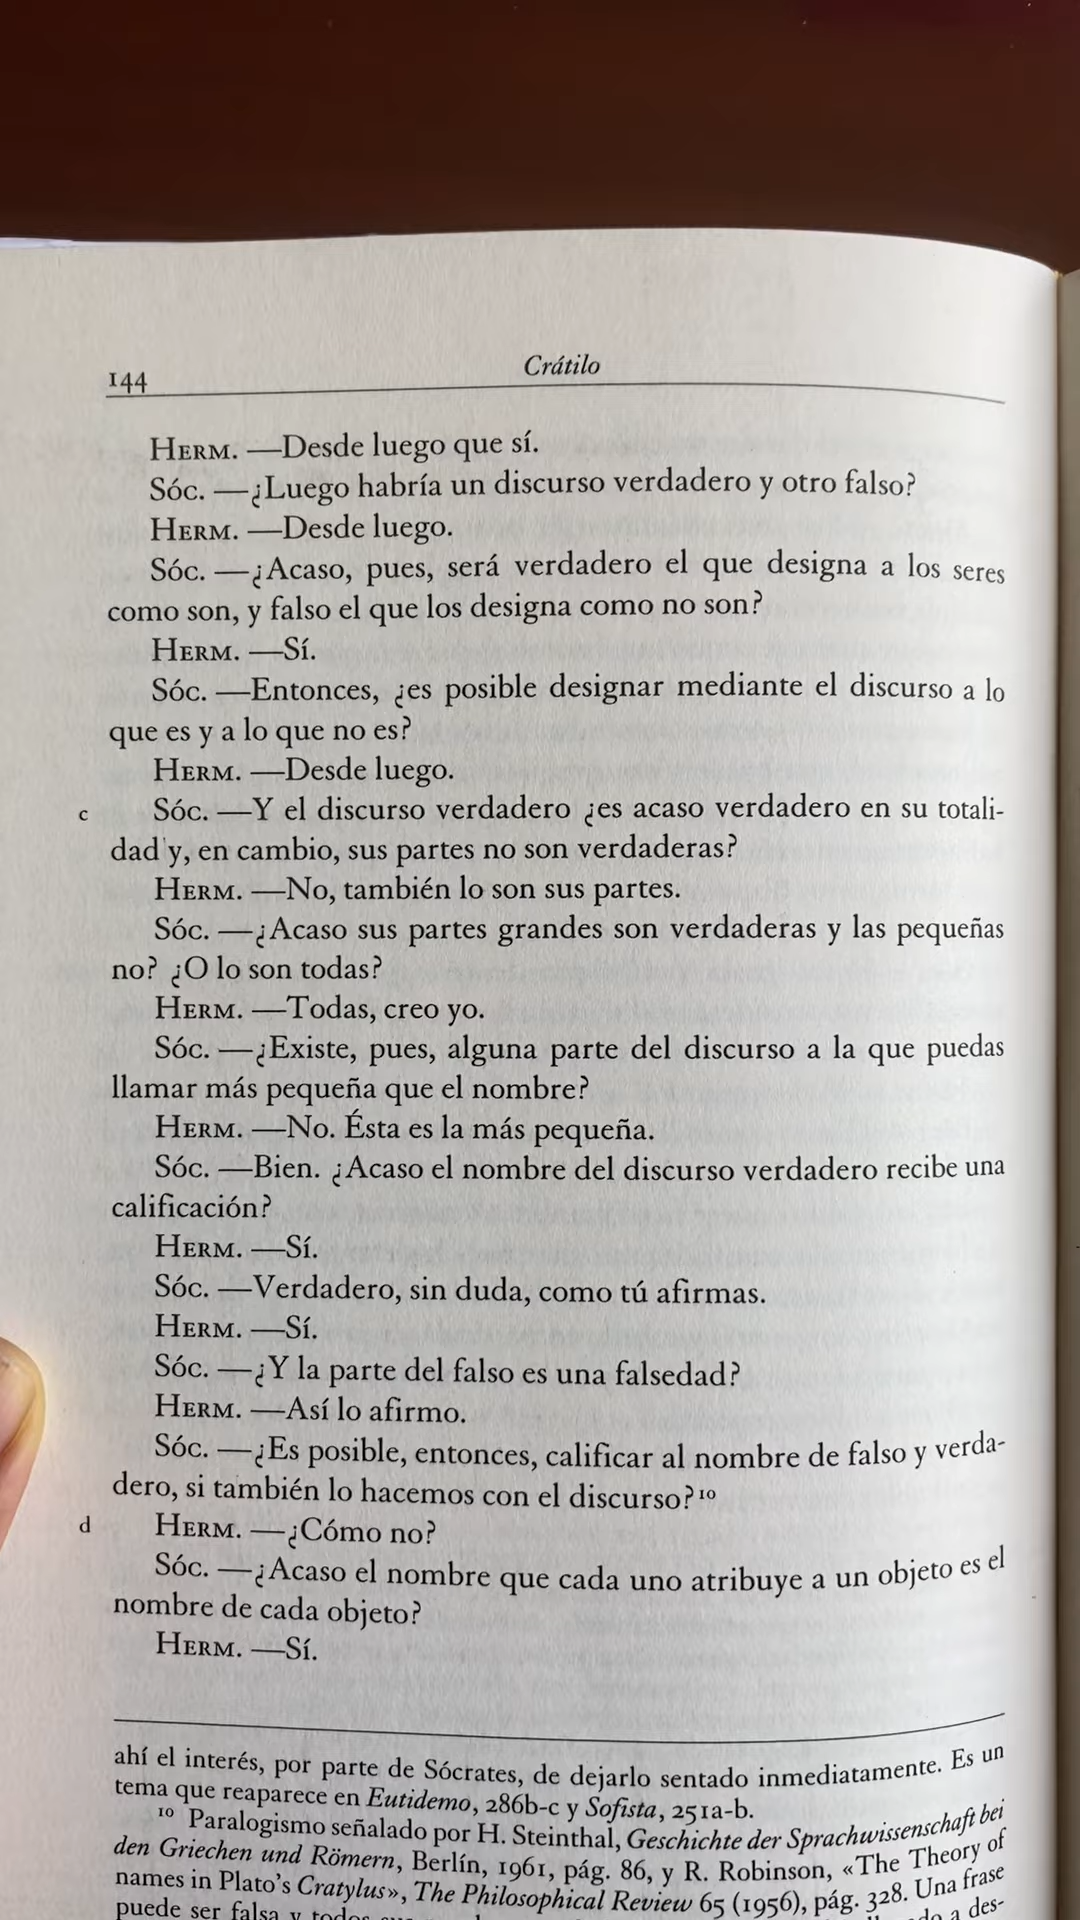 144
Crátilo
HERM. —Desde luego que sí.
SÓC. —¿Luego habría un discurso verdadero y otro falso?
HERM. —Desde luego.
SÓC. —¿Acaso, pues, será verdadero el que designa a los seres
como son, y falso el que los designa como no son?
HERM. —Sí.
SÓC. —Entonces, ¿es posible designar mediante el discurso a lo
que es y a lo que no es?
HERM. —Desde luego.
c SÓC. —Y el discurso verdadero ¿es acaso verdadero en su totali-
dad y, en cambio, sus partes no son verdaderas?
HERM. —No, también lo son sus partes.
SÓC. —¿Acaso sus partes grandes son verdaderas y las pequeñas
no? ¿O lo son todas?
HERM. —Todas, creo yo.
SÓC. —¿Existe, pues, alguna parte del discurso a la que puedas
llamar más pequeña que el nombre?
HERM. —No. Ésta es la más pequeña.
SÓC. —Bien. ¿Acaso el nombre del discurso verdadero recibe una
calificación?
HERM. —Sí.
SÓC. —Verdadero, sin duda, como tú afirmas.
HERM. —Sí.
SÓC. —¿Y la parte del falso es una falsedad?
HERM. —Así lo afirmo.
SÓC. —¿Es posible, entonces, calificar al nombre de falso y verda-
dero, si también lo hacemos con el discurso?¹⁰
d HERM. —¿Cómo no?
SÓC. —¿Acaso el nombre que cada uno atribuye a un objeto es el
nombre de cada objeto?
HERM. —Sí.
ahí el interés, por parte de Sócrates, de dejarlo sentado inmediatamente. Es un
tema que reaparece en Eutidemo, 286b-c y Sofista, 251a-b.
¹⁰ Paralogismo señalado por H. Steinthal, Geschichte der Sprachwissenschaft bei
den Griechen und Römern, Berlín, 1961, pág. 86, y R. Robinson, «The Theory of
names in Plato's Cratylus», The Philosophical Review 65 (1956), pág. 328. Una frase
puede ser falsa y a des-